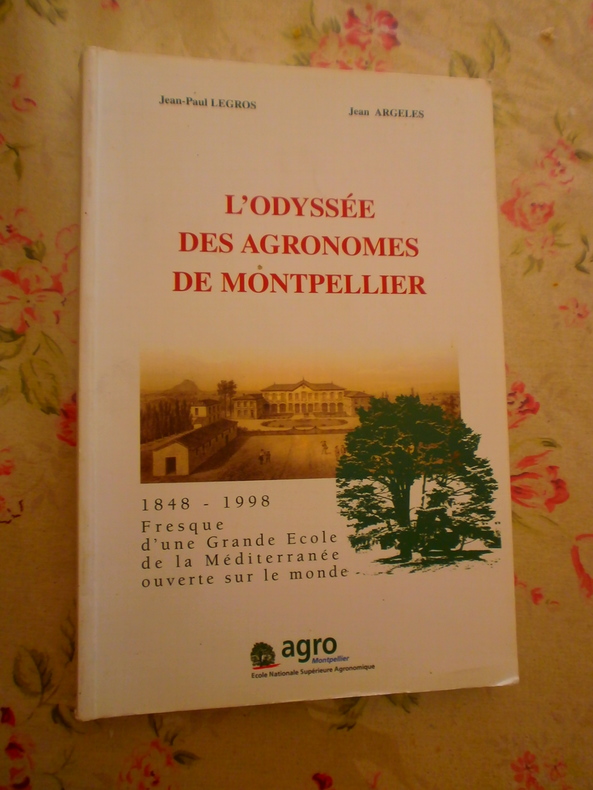 Jean-Paul LEGROS
Jean ARGELES
L'ODYSSÉE
DES AGRONOMES
DE MONTPELLIER
1848 - 1998
Fresque
d'une Grande Ecole
de la Méditerranée
ouverte sur le monde
agro
Montpellier
Ecole Nationale Supérieure Agronomique